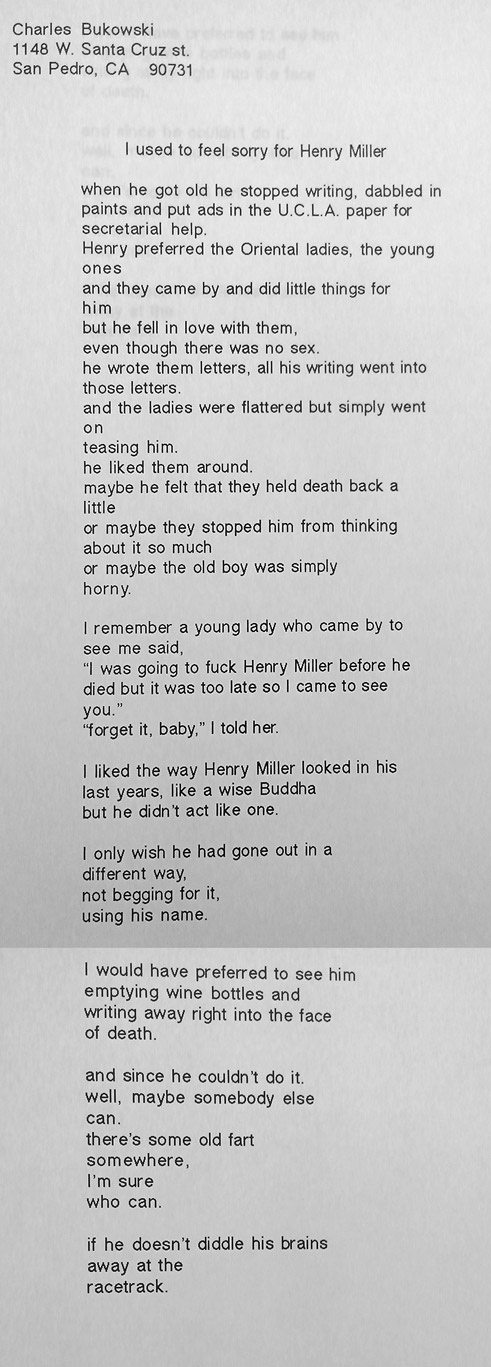 Charles Bukowski
1148 W. Santa Cruz st.
San Pedro, CA 90731
I used to feel sorry for Henry Miller
when he got old he stopped writing, dabbled in
paints and put ads in the U.C.L.A. paper for
secretarial help.
Henry preferred the Oriental ladies, the young
ones
and they came by and did little things for
him
but he fell in love with them,
even though there was no sex.
he wrote them letters, all his writing went into
those letters.
and the ladies were flattered but simply went
on
teasing him.
he liked them around.
maybe he felt that they held death back a
little
or maybe they stopped him from thinking
about it so much
or maybe the old boy was simply
horny.
I remember a young lady who came by to
see me said,
“I was going to fuck Henry Miller before he
died but it was too late so I came to see
you.”
“forget it, baby,” I told her.
I liked the way Henry Miller looked in his
last years, like a wise Buddha
but he didn't act like one.
I only wish he had gone out in a
different way,
not begging for it,
using his name.
I would have preferred to see him
emptying wine bottles and
writing away right into the face
of death.
and since he couldn't do it.
well, maybe somebody else
can.
there's some old fart
somewhere,
I'm sure
who can.
if he doesn't diddle his brains
away at the
racetrack.